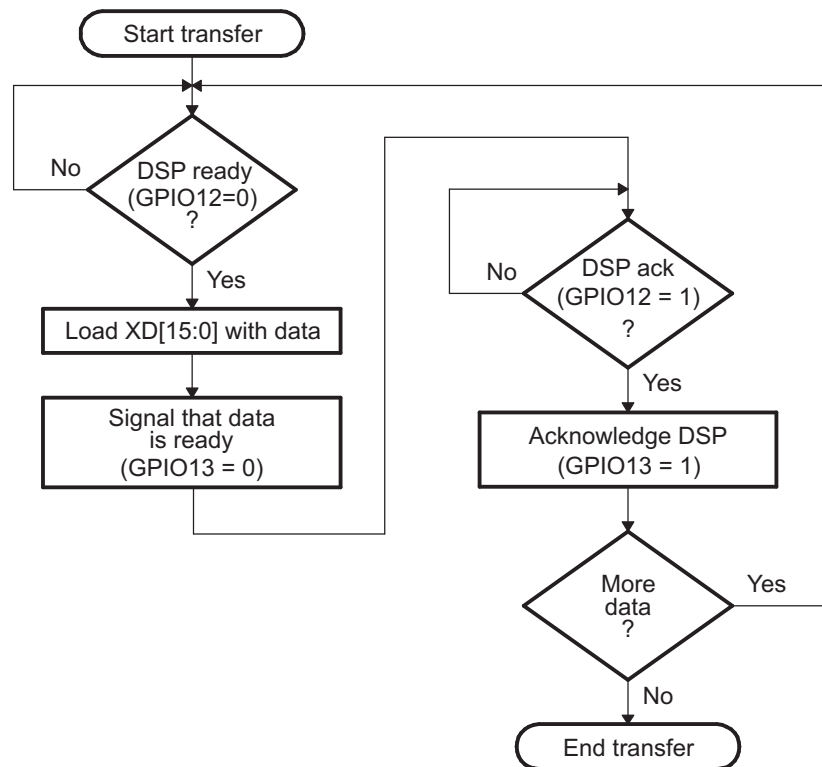 Start transfer
No
DSP ready
(GPIO12=0)
?
Yes
Load XD[15:0] with data
Signal that data
is ready
(GPIO13 = 0)
No
DSP ack
(GPIO12 = 1)
?
Yes
Acknowledge DSP
(GPIO13 = 1)
More
data
?
Yes
No
End transfer